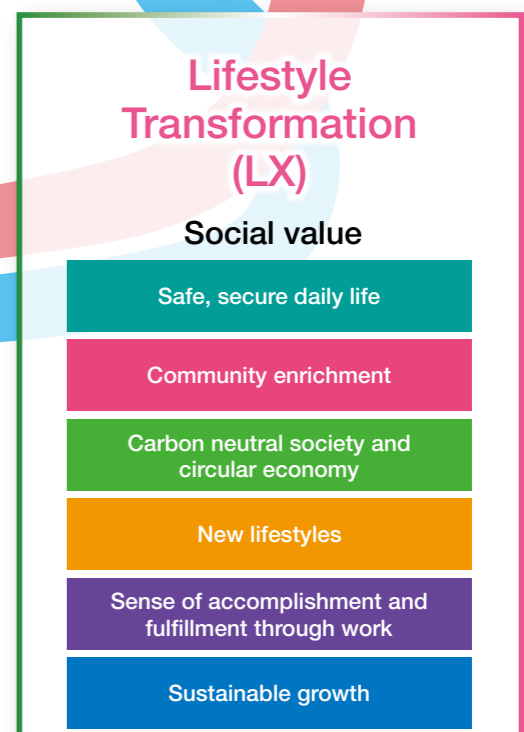 Lifestyle
Transformation
(LX)
Social value
Safe, secure daily life
Community enrichment
Carbon neutral society and
circular economy
New lifestyles
Sense of accomplishment and
fulfillment through work
Sustainable growth